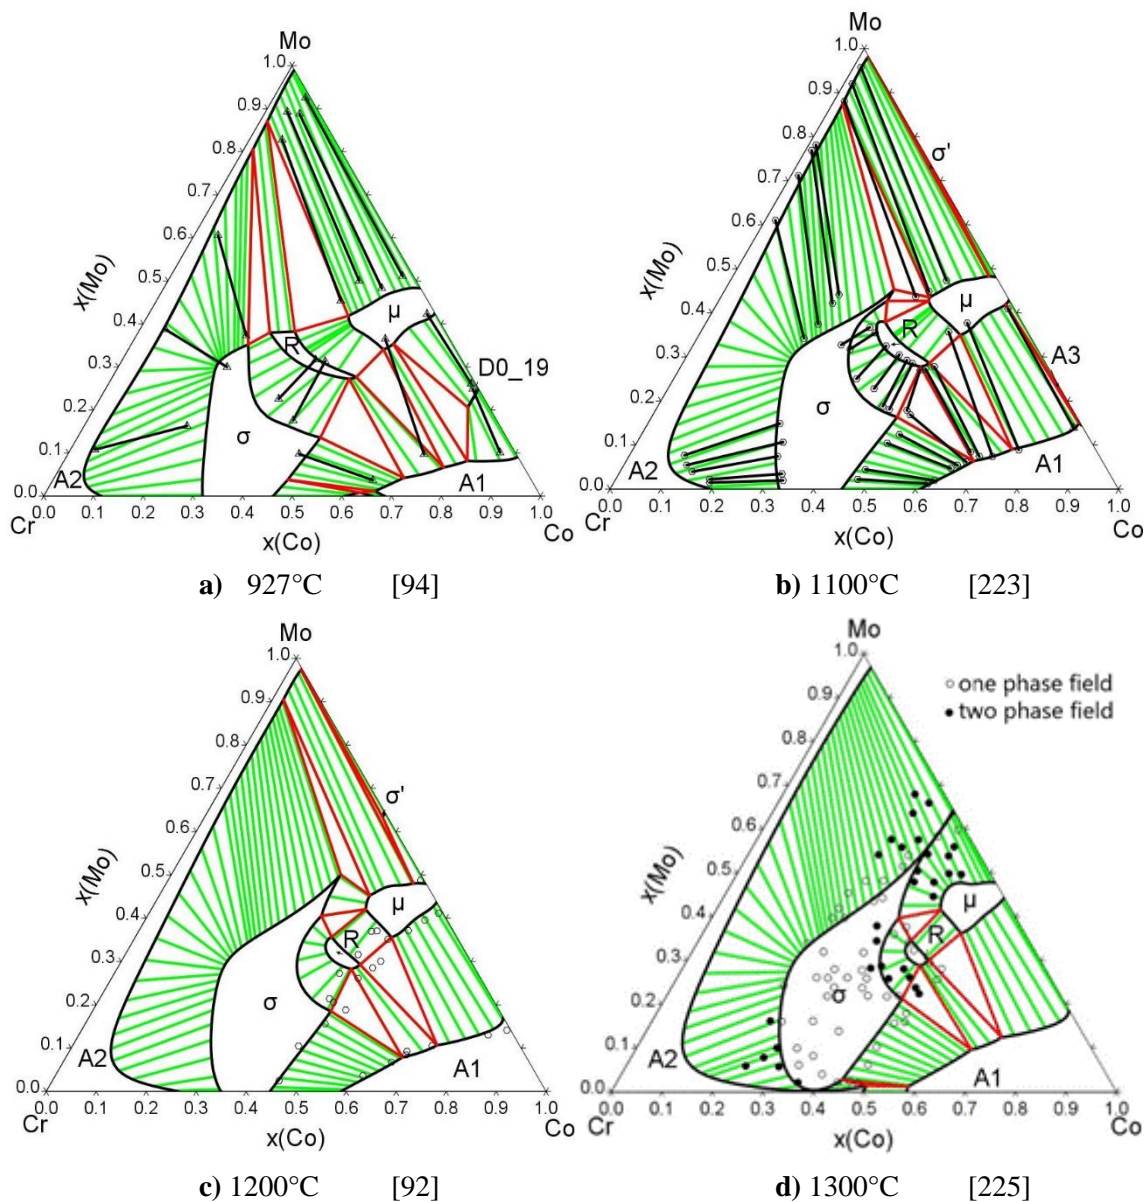 Mo
1.0
0.9
0.8
0.7
0.6
0.5
0.4
0.3
0.2
0.1
0.0
x(Mo)
R
μ
D0_19
σ
A2
A1
0.0 0.1 0.2 0.3 0.4 0.5 0.6 0.7 0.8 0.9 1.0
Cr
Co
x(Co)
a) 927°C [94]
Mo
1.0
0.9
0.8
0.7
0.6
0.5
0.4
0.3
0.2
0.1
0.0
x(Mo)
σ'
μ
R
A3
σ
A2
A1
0.0 0.1 0.2 0.3 0.4 0.5 0.6 0.7 0.8 0.9 1.0
Cr
Co
x(Co)
b) 1100°C [223]
Mo
1.0
0.9
0.8
0.7
0.6
0.5
0.4
0.3
0.2
0.1
0.0
x(Mo)
σ'
μ
R
σ
A2
A1
0.0 0.1 0.2 0.3 0.4 0.5 0.6 0.7 0.8 0.9 1.0
Cr
Co
x(Co)
c) 1200°C [92]
Mo
one phase field
two phase field
1.0
0.9
0.8
0.7
0.6
0.5
0.4
0.3
0.2
0.1
0.0
x(Mo)
μ
R
σ
A2
A1
0.0 0.1 0.2 0.3 0.4 0.5 0.6 0.7 0.8 0.9 1.0
Cr
Co
x(Co)
d) 1300°C [225]